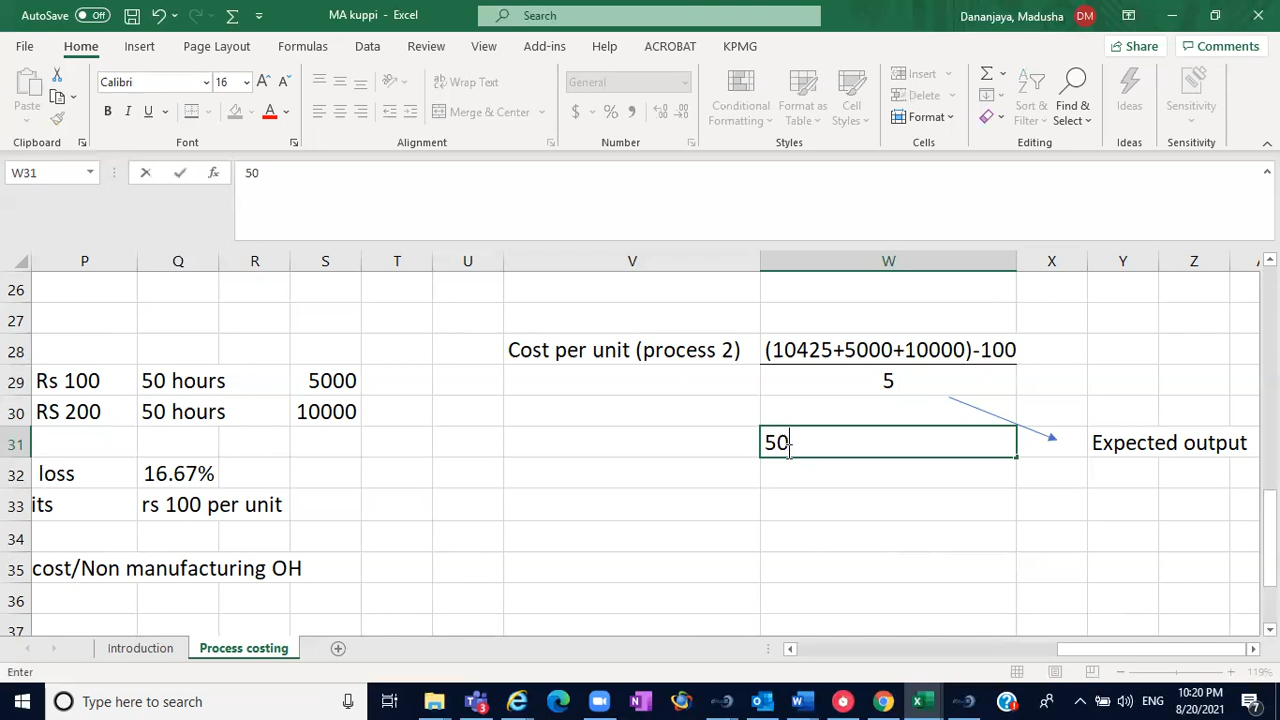 AutoSave Off MA kuppi - Excel Search Dananjaya, Madusha DM
File Home Insert Page Layout Formulas Data Review View Add-ins Help ACROBAT KPMG Share Comments
Paste Calibri 16 Wrap Text General Insert
B I U Merge & Center $ % Conditional Formatting Format as Table Cell Styles Delete Sort & Filter Find & Select Ideas Sensitivity
Format
Clipboard Font Alignment Number Styles Cells Editing Ideas Sensitivity
W31 fx 50
P Q R S T U V W X Y Z
26
27
28 Cost per unit (process 2) (10425+5000+10000)-100
29 Rs 100 50 hours 5000 5
30 RS 200 50 hours 10000
31 50 Expected output
32 loss 16.67%
33 its rs 100 per unit
34
35 cost/Non manufacturing OH
36
37
Introduction Process costing
Enter 119%
Type here to search 3 ENG 10:20 PM
8/20/2021 7